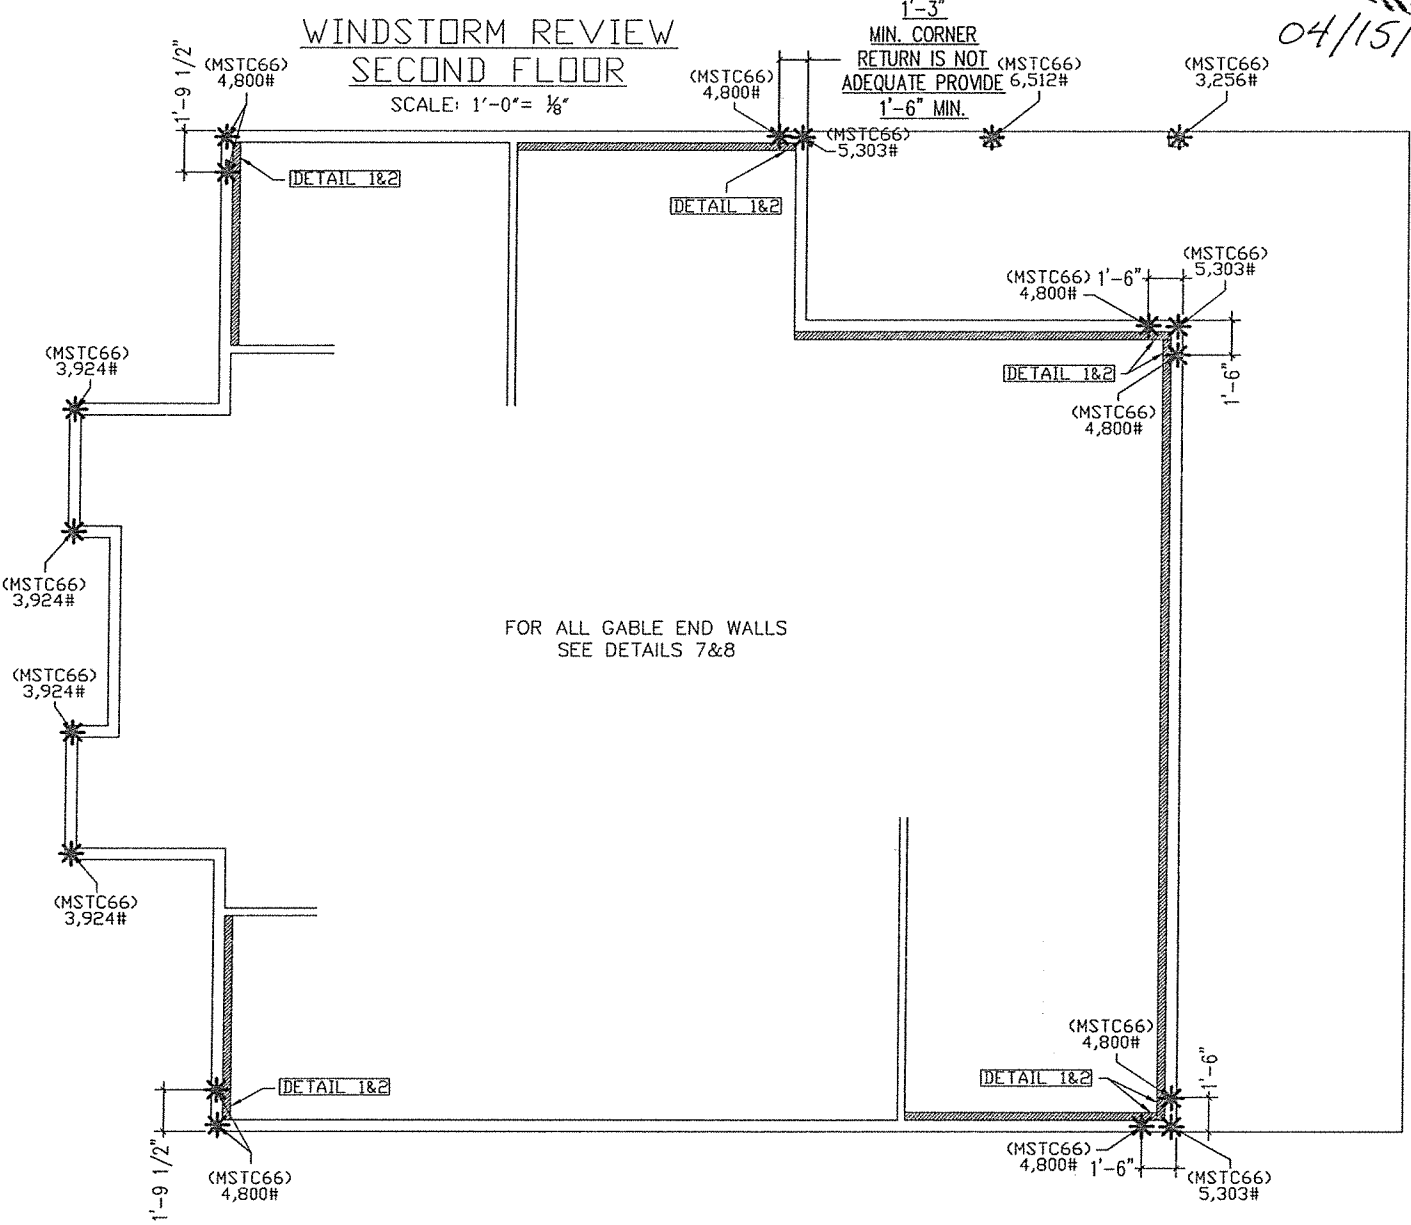 WINDSTORM REVIEW
SECOND FLOOR
SCALE: 1'-0"= ⅛"
1'-3"
MIN. CORNER
RETURN IS NOT
ADEQUATE PROVIDE
1'-6" MIN.
04/15/
1'-9 1/2"
(MSTC66)
4,800#
(MSTC66)
4,800#
(MSTC66)
5,303#
(MSTC66)
6,512#
(MSTC66)
3,256#
DETAIL 1&2
DETAIL 1&2
(MSTC66)
4,800#
1'-6"
(MSTC66)
5,303#
1'-6"
DETAIL 1&2
(MSTC66)
4,800#
(MSTC66)
3,924#
(MSTC66)
3,924#
FOR ALL GABLE END WALLS
SEE DETAILS 7&8
(MSTC66)
3,924#
(MSTC66)
3,924#
(MSTC66)
4,800#
1'-6"
DETAIL 1&2
DETAIL 1&2
1'-9 1/2"
(MSTC66)
4,800#
(MSTC66)
4,800#
1'-6"
(MSTC66)
5,303#